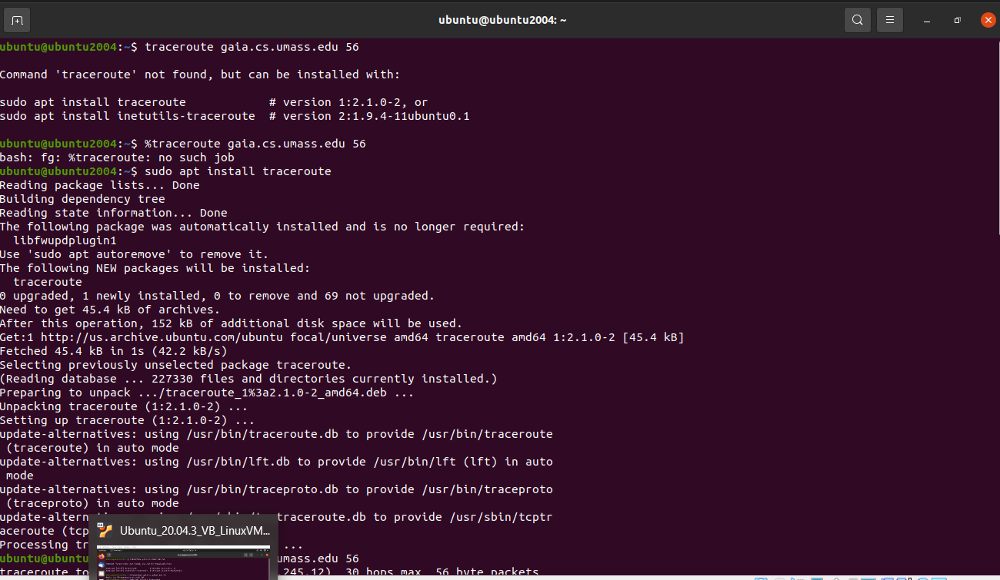 ubuntu@ubuntu2004: ~
ubuntu@ubuntu2004:~$ traceroute gaia.cs.umass.edu 56
Command 'traceroute' not found, but can be installed with:
sudo apt install traceroute            # version 1:2.1.0-2, or
sudo apt install inetutils-traceroute  # version 2:1.9.4-11ubuntu0.1
ubuntu@ubuntu2004:~$ %traceroute gaia.cs.umass.edu 56
bash: fg: %traceroute: no such job
ubuntu@ubuntu2004:~$ sudo apt install traceroute
Reading package lists... Done
Building dependency tree
Reading state information... Done
The following package was automatically installed and is no longer required:
  libfwupdplugin1
Use 'sudo apt autoremove' to remove it.
The following NEW packages will be installed:
  traceroute
0 upgraded, 1 newly installed, 0 to remove and 69 not upgraded.
Need to get 45.4 kB of archives.
After this operation, 152 kB of additional disk space will be used.
Get:1 http://us.archive.ubuntu.com/ubuntu focal/universe amd64 traceroute amd64 1:2.1.0-2 [45.4 kB]
Fetched 45.4 kB in 1s (42.2 kB/s)
Selecting previously unselected package traceroute.
(Reading database ... 227330 files and directories currently installed.)
Preparing to unpack .../traceroute_1%3a2.1.0-2_amd64.deb ...
Unpacking traceroute (1:2.1.0-2) ...
Setting up traceroute (1:2.1.0-2) ...
update-alternatives: using /usr/bin/traceroute.db to provide /usr/bin/traceroute
 (traceroute) in auto mode
update-alternatives: using /usr/bin/lft.db to provide /usr/bin/lft (lft) in auto
 mode
update-alternatives: using /usr/bin/traceproto.db to provide /usr/bin/traceproto
 (traceproto) in auto mode
update-altern traceroute.db to provide /usr/sbin/tcptr
aceroute (tcp
Ubuntu_20.04.3_VB_LinuxVM...
Processing tr ...
ubuntu@ubuntu umass.edu 56
traceroute to .245.12), 30 hops max, 56 byte packets